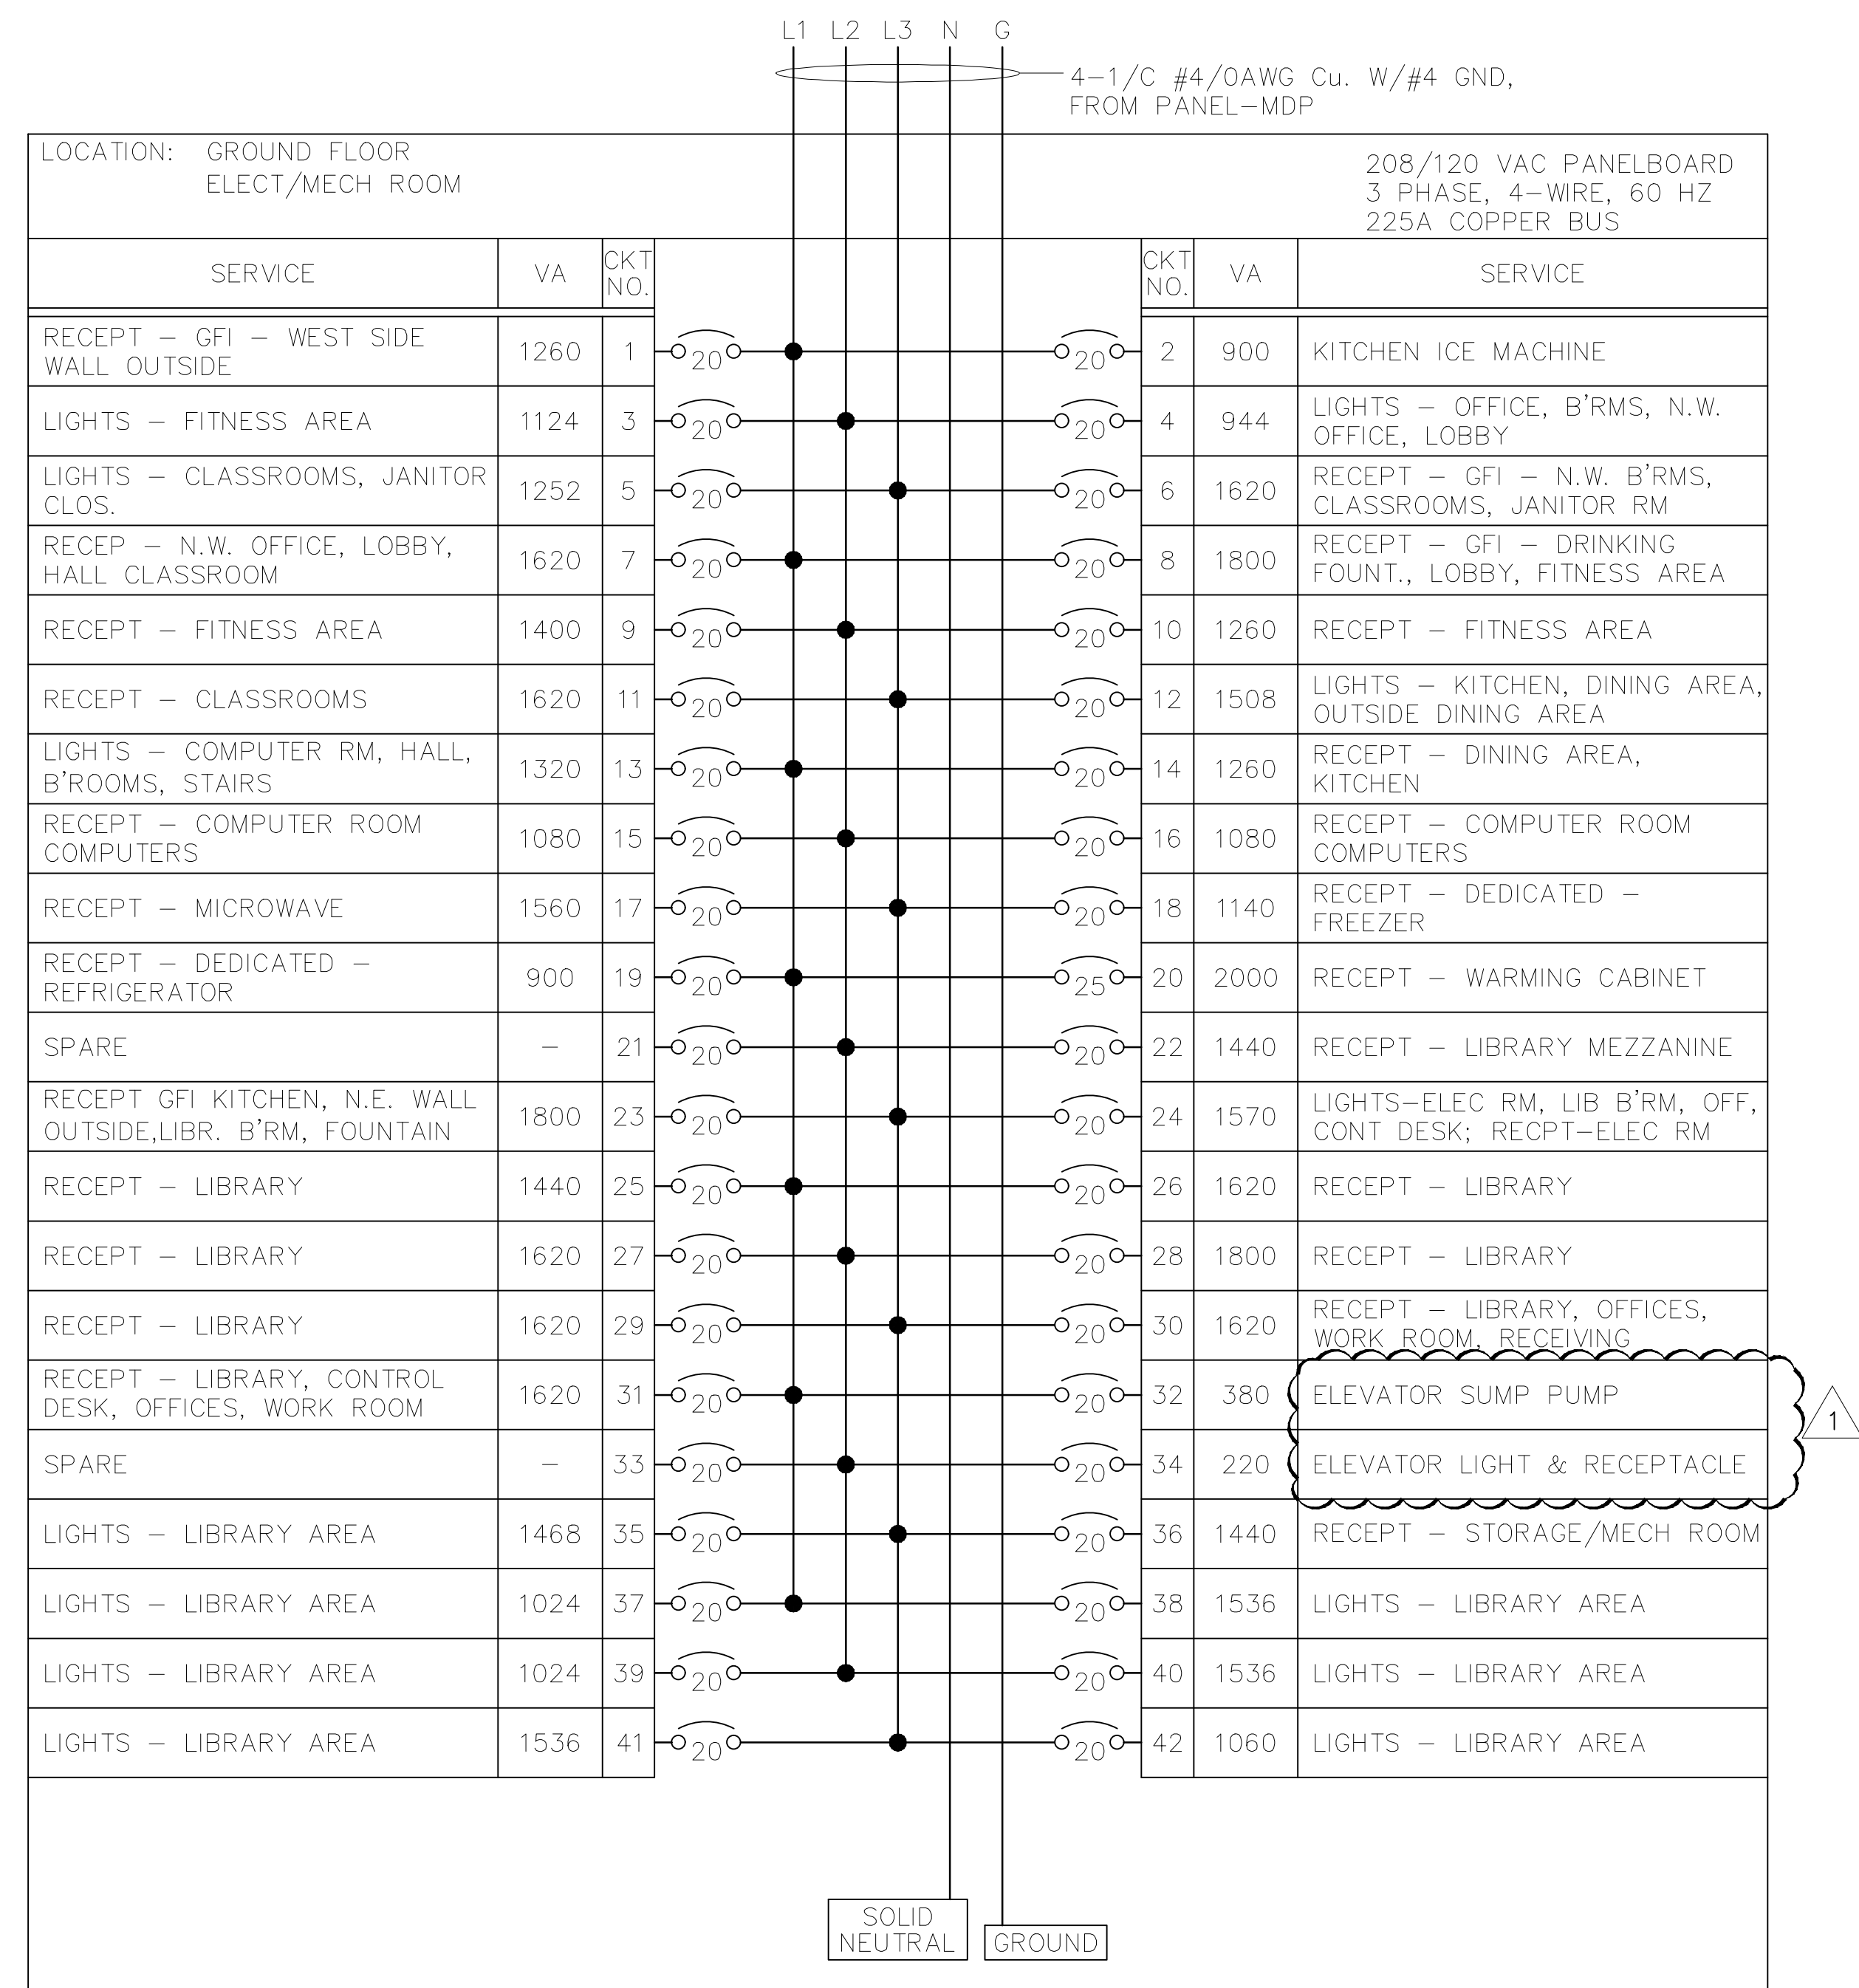 L1 L2 L3 N G
4-1/C #4/0AWG Cu. W/#4 GND,
FROM PANEL-MDP
LOCATION: GROUND FLOOR
ELECT/MECH ROOM
208/120 VAC PANELBOARD
3 PHASE, 4-WIRE, 60 HZ
225A COPPER BUS
SERVICE VA CKT NO. CKT NO. VA SERVICE
RECEPT - GFI - WEST SIDE
WALL OUTSIDE 1260 1 20 20 2 900 KITCHEN ICE MACHINE
LIGHTS - FITNESS AREA 1124 3 20 20 4 944 LIGHTS - OFFICE, B'RMS, N.W.
OFFICE, LOBBY
LIGHTS - CLASSROOMS, JANITOR
CLOS. 1252 5 20 20 6 1620 RECEPT - GFI - N.W. B'RMS,
CLASSROOMS, JANITOR RM
RECEP - N.W. OFFICE, LOBBY,
HALL CLASSROOM 1620 7 20 20 8 1800 RECEPT - GFI - DRINKING
FOUNT., LOBBY, FITNESS AREA
RECEPT - FITNESS AREA 1400 9 20 20 10 1260 RECEPT - FITNESS AREA
RECEPT - CLASSROOMS 1620 11 20 20 12 1508 LIGHTS - KITCHEN, DINING AREA,
OUTSIDE DINING AREA
LIGHTS - COMPUTER RM, HALL,
B'ROOMS, STAIRS 1320 13 20 20 14 1260 RECEPT - DINING AREA,
KITCHEN
RECEPT - COMPUTER ROOM
COMPUTERS 1080 15 20 20 16 1080 RECEPT - COMPUTER ROOM
COMPUTERS
RECEPT - MICROWAVE 1560 17 20 20 18 1140 RECEPT - DEDICATED -
FREEZER
RECEPT - DEDICATED -
REFRIGERATOR 900 19 20 25 20 2000 RECEPT - WARMING CABINET
SPARE - 21 20 20 22 1440 RECEPT - LIBRARY MEZZANINE
RECEPT GFI KITCHEN, N.E. WALL
OUTSIDE,LIBR. B'RM, FOUNTAIN 1800 23 20 20 24 1570 LIGHTS-ELEC RM, LIB B'RM, OFF,
CONT DESK; RECPT-ELEC RM
RECEPT - LIBRARY 1440 25 20 20 26 1620 RECEPT - LIBRARY
RECEPT - LIBRARY 1620 27 20 20 28 1800 RECEPT - LIBRARY
RECEPT - LIBRARY 1620 29 20 20 30 1620 RECEPT - LIBRARY, OFFICES,
WORK ROOM, RECEIVING
RECEPT - LIBRARY, CONTROL
DESK, OFFICES, WORK ROOM 1620 31 20 20 32 380 ELEVATOR SUMP PUMP
1
SPARE - 33 20 20 34 220 ELEVATOR LIGHT & RECEPTACLE
LIGHTS - LIBRARY AREA 1468 35 20 20 36 1440 RECEPT - STORAGE/MECH ROOM
LIGHTS - LIBRARY AREA 1024 37 20 20 38 1536 LIGHTS - LIBRARY AREA
LIGHTS - LIBRARY AREA 1024 39 20 20 40 1536 LIGHTS - LIBRARY AREA
LIGHTS - LIBRARY AREA 1536 41 20 20 42 1060 LIGHTS - LIBRARY AREA
SOLID
NEUTRAL
GROUND